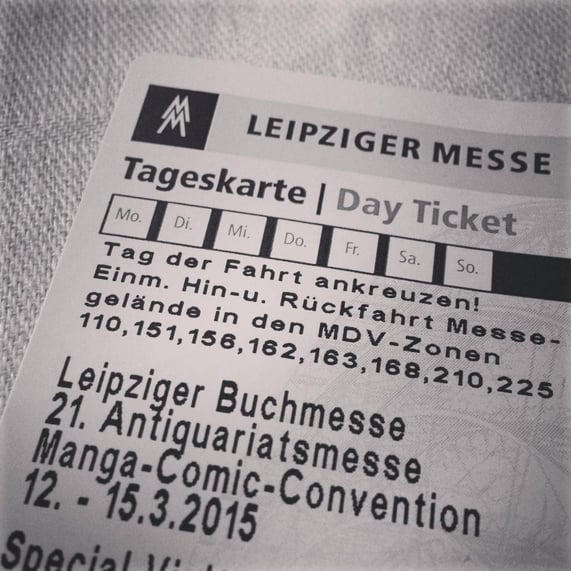 LEIPZIGER MESSE
Tageskarte | Day Ticket
Mo. Di. Mi. Do. Fr. Sa. So.
Tag der Fahrt ankreuzen!
Einm. Hin-u. Rückfahrt Messe-
gelände in den MDV-Zonen
110,151,156,162,163,168,210,225
Leipziger Buchmesse
21. Antiguariatsmesse
Manga-Comic-Convention
12. - 15.3.2015
Special